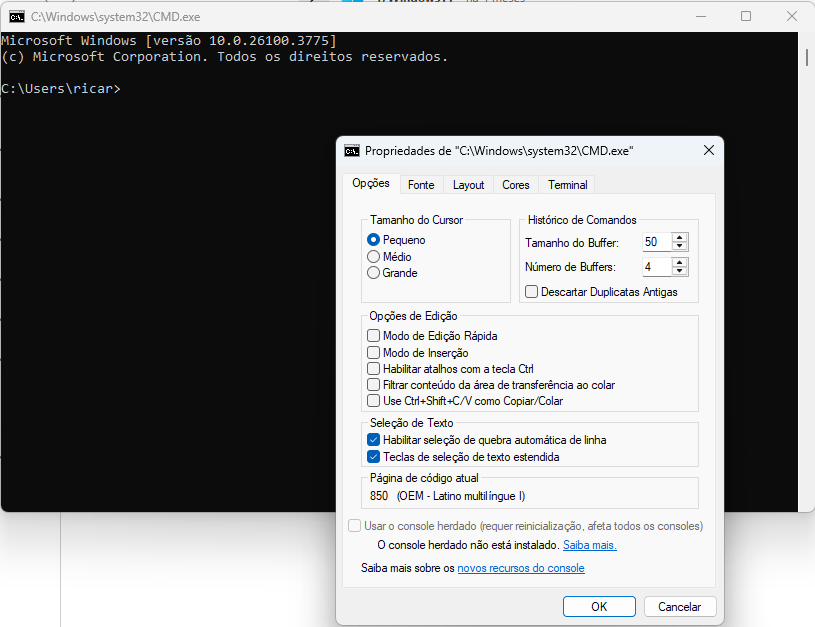 C:\Windows\system32\CMD.exe
Microsoft Windows [versão 10.0.26100.3775]
(c) Microsoft Corporation. Todos os direitos reservados.
C:\Users\ricar>
Propriedades de "C:\Windows\system32\CMD.exe"
Opções Fonte Layout Cores Terminal
Tamanho do Cursor
Pequeno
Médio
Grande
Histórico de Comandos
Tamanho do Buffer: 50
Número de Buffers: 4
Descartar Duplicatas Antigas
Opções de Edição
Modo de Edição Rápida
Modo de Inserção
Habilitar atalhos com a tecla Ctrl
Filtrar conteúdo da área de transferência ao colar
Use Ctrl+Shift+C/V como Copiar/Colar
Seleção de Texto
Habilitar seleção de quebra automática de linha
Teclas de seleção de texto estendida
Página de código atual
850 (OEM - Latino multilíngue I)
Usar o console herdado (requer reinicialização, afeta todos os consoles)
O console herdado não está instalado. Saiba mais.
Saiba mais sobre os novos recursos do console
OK Cancelar